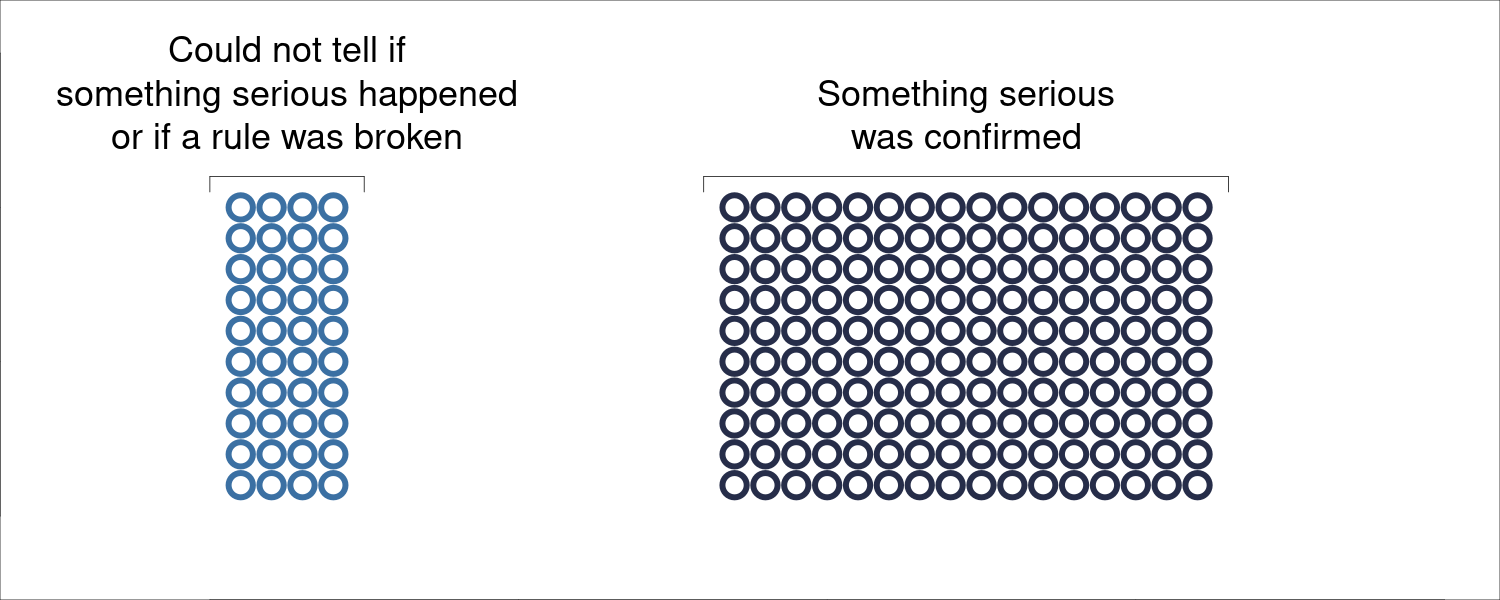 Could not tell if
something serious happened
or if a rule was broken
Something serious
was confirmed